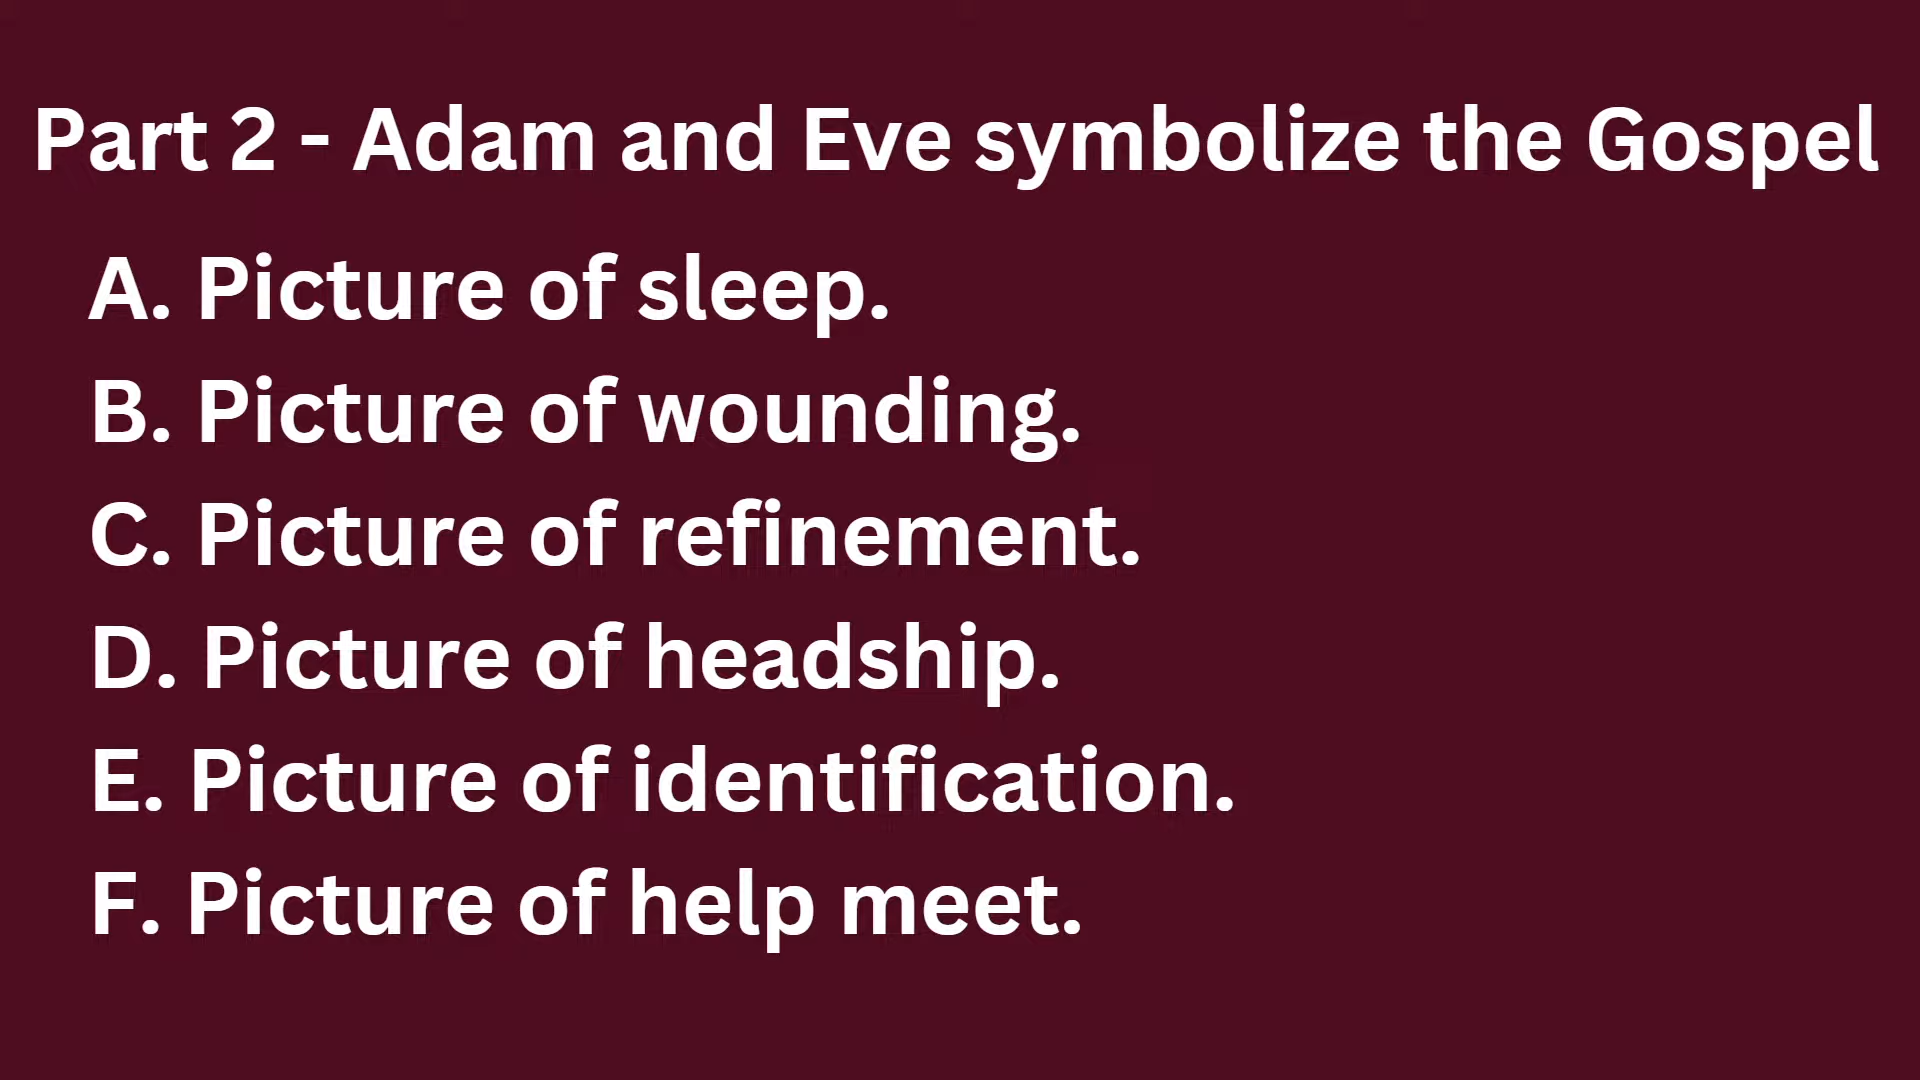 Part 2 - Adam and Eve symbolize the Gospel
A. Picture of sleep.
B. Picture of wounding.
C. Picture of refinement.
D. Picture of headship.
E. Picture of identification.
F. Picture of help meet.